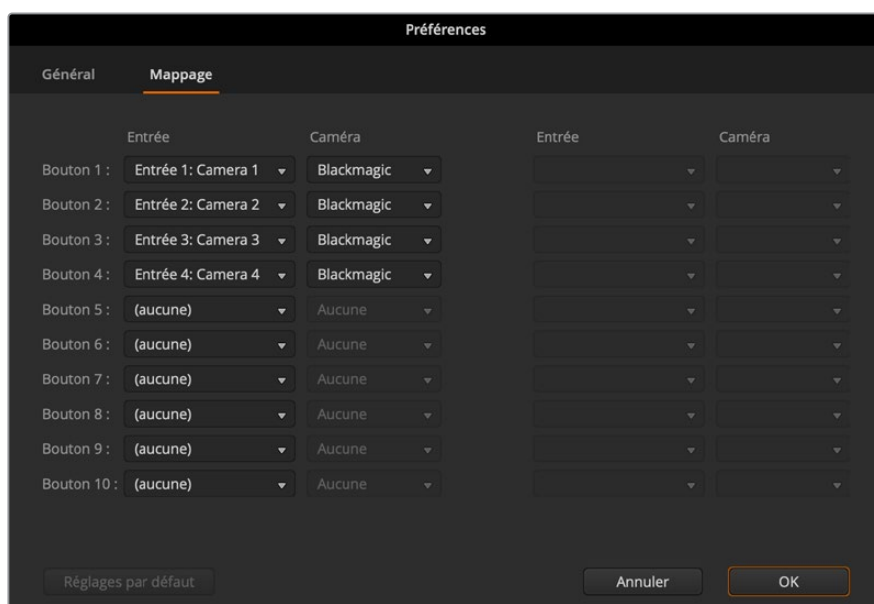 Préférences
Général Mappage
Entrée Caméra Entrée Caméra
Bouton 1 : Entrée 1: Camera 1 Blackmagic
Bouton 2 : Entrée 2: Camera 2 Blackmagic
Bouton 3 : Entrée 3: Camera 3 Blackmagic
Bouton 4 : Entrée 4: Camera 4 Blackmagic
Bouton 5 : (aucune) Aucune
Bouton 6 : (aucune) Aucune
Bouton 7 : (aucune) Aucune
Bouton 8 : (aucune) Aucune
Bouton 9 : (aucune) Aucune
Bouton 10 : (aucune) Aucune
Réglages par défaut Annuler OK